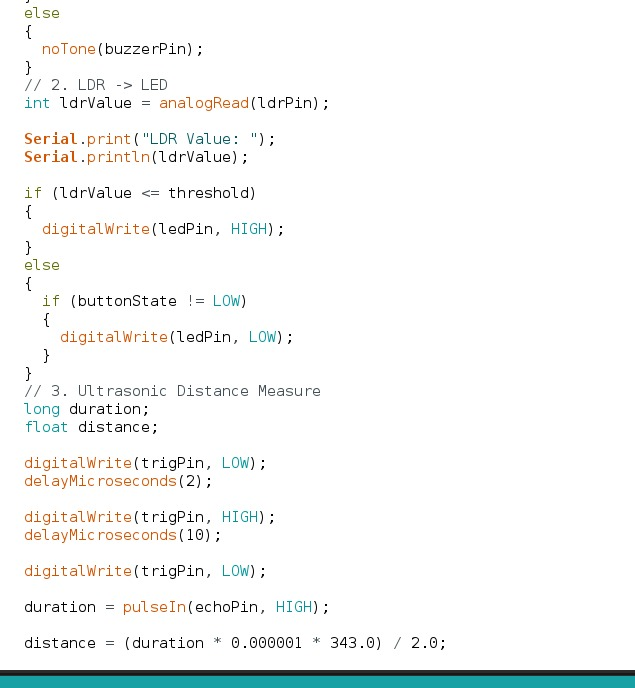 else
{
  noTone(buzzerPin);
}
// 2. LDR -> LED
int ldrValue = analogRead(ldrPin);
Serial.print("LDR Value: ");
Serial.println(ldrValue);
if (ldrValue <= threshold)
{
  digitalWrite(ledPin, HIGH);
}
else
{
  if (buttonState != LOW)
  {
    digitalWrite(ledPin, LOW);
  }
}
// 3. Ultrasonic Distance Measure
long duration;
float distance;
digitalWrite(trigPin, LOW);
delayMicroseconds(2);
digitalWrite(trigPin, HIGH);
delayMicroseconds(10);
digitalWrite(trigPin, LOW);
duration = pulseIn(echoPin, HIGH);
distance = (duration * 0.000001 * 343.0) / 2.0;